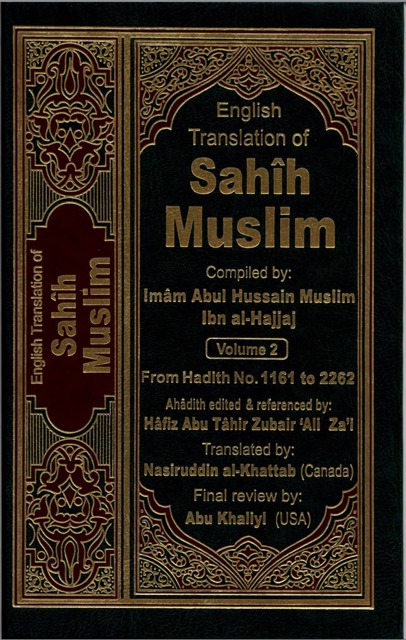 English Translation of
Sahîh
Muslim
English
Translation of
Sahîh
Muslim
Compiled by:
Imâm Abul Hussain Muslim
Ibn al-Hajjaj
Volume 2
From Hadith No. 1161 to 2262
Ahâdith edited & referenced by:
Hâfiz Abu Tâhir Zubair 'Ali Za'i
Translated by:
Nasiruddin al-Khattab (Canada)
Final review by:
Abu Khaliyl (USA)